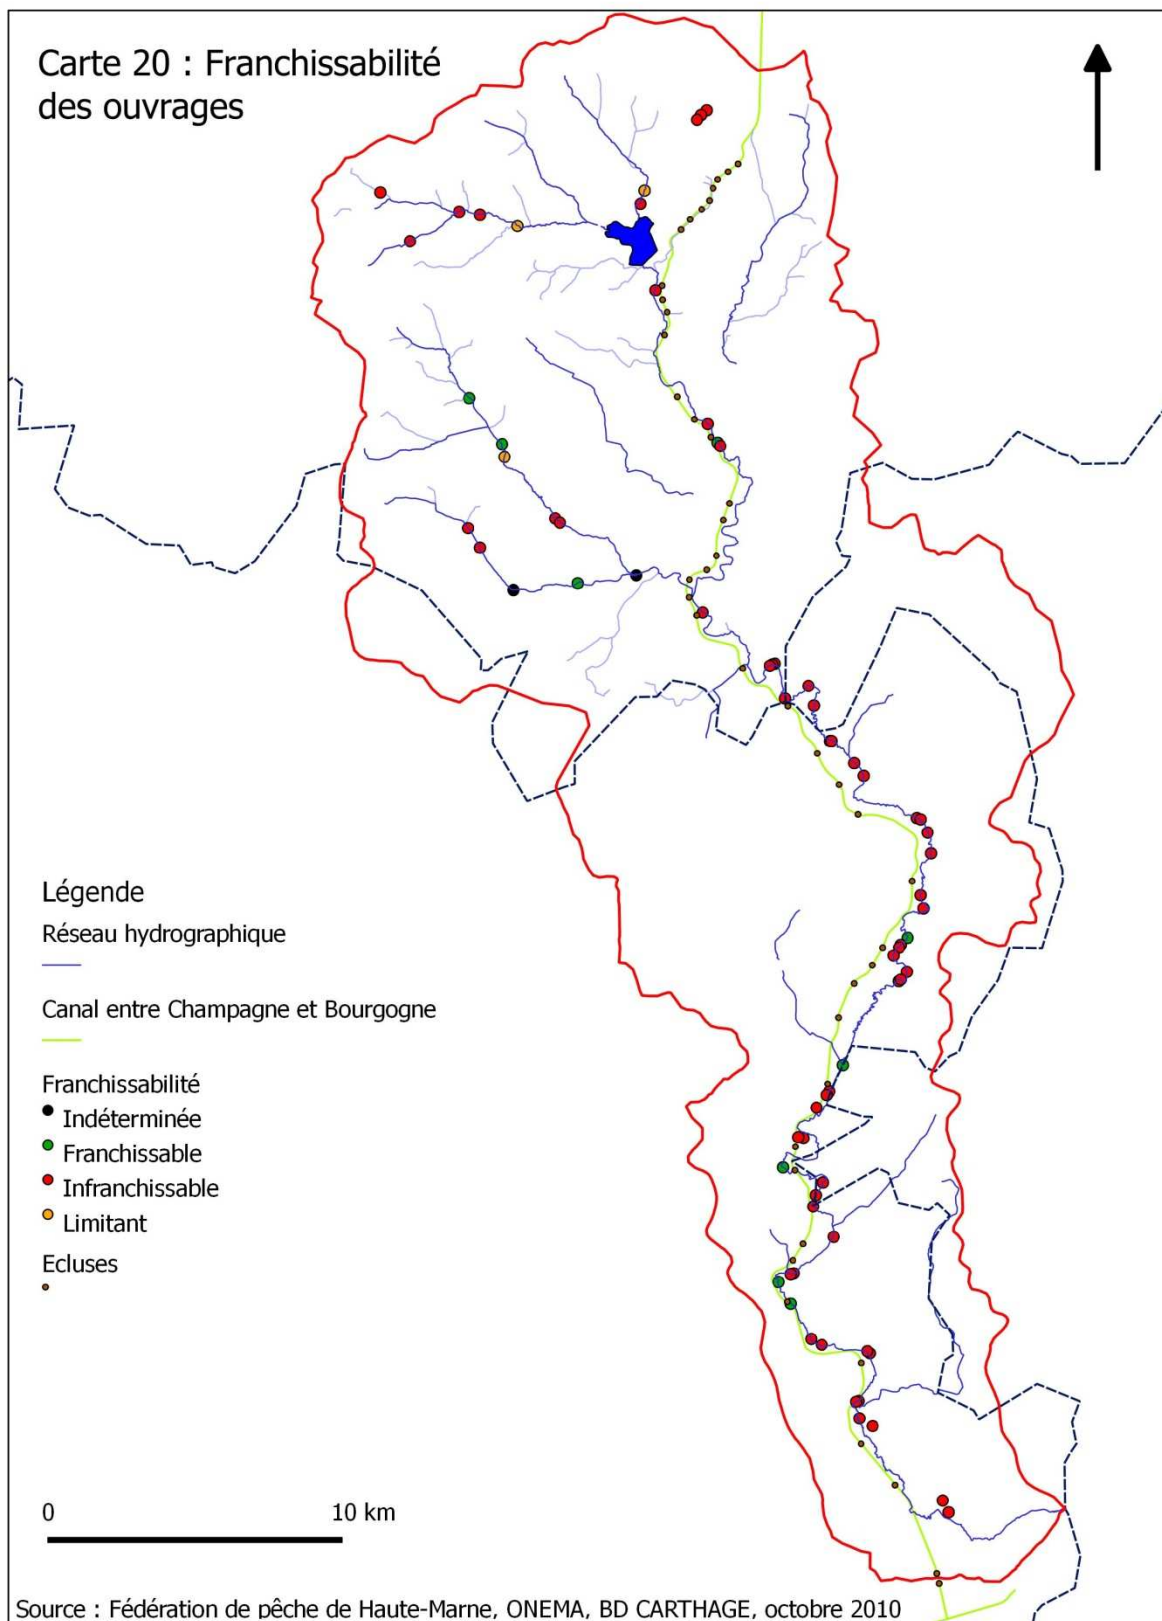 Carte 20 : Franchissabilité
des ouvrages
Légende
Réseau hydrographique
Canal entre Champagne et Bourgogne
Franchissabilité
Indéterminée
Franchissable
Infranchissable
Limitant
Ecluses
0 10 km
Source : Fédération de pêche de Haute-Marne, ONEMA, BD CARTHAGE, octobre 2010